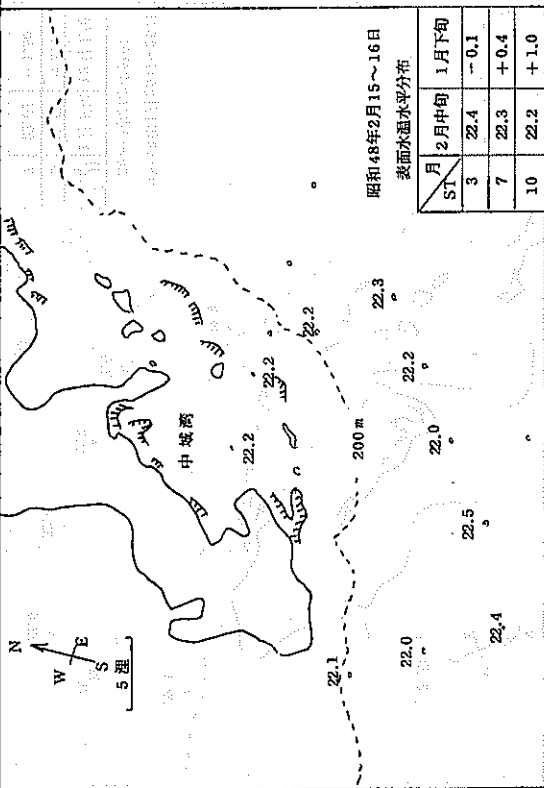 N
W E
S
5 浬
中城湾
22.2
22.2
22.2
22.3
22.2
22.0
22.5
22.4
22.0
22.1
200m
昭和48年2月15～16日
表面水温水平分布
月 ST 2月中旬 1月下旬
3 22.4 －0.1
7 22.3 ＋0.4
10 22.2 ＋1.0